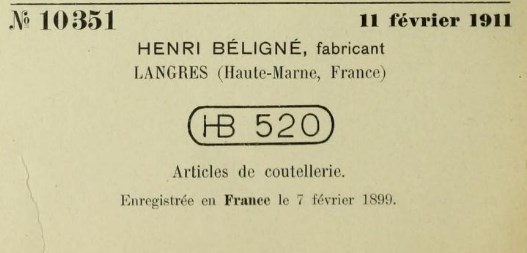 № 10351 11 février 1911
HENRI BÉLIGNÉ, fabricant
LANGRES (Haute-Marne, France)
HB 520
Articles de coutellerie.
Enregistrée en France le 7 février 1899.